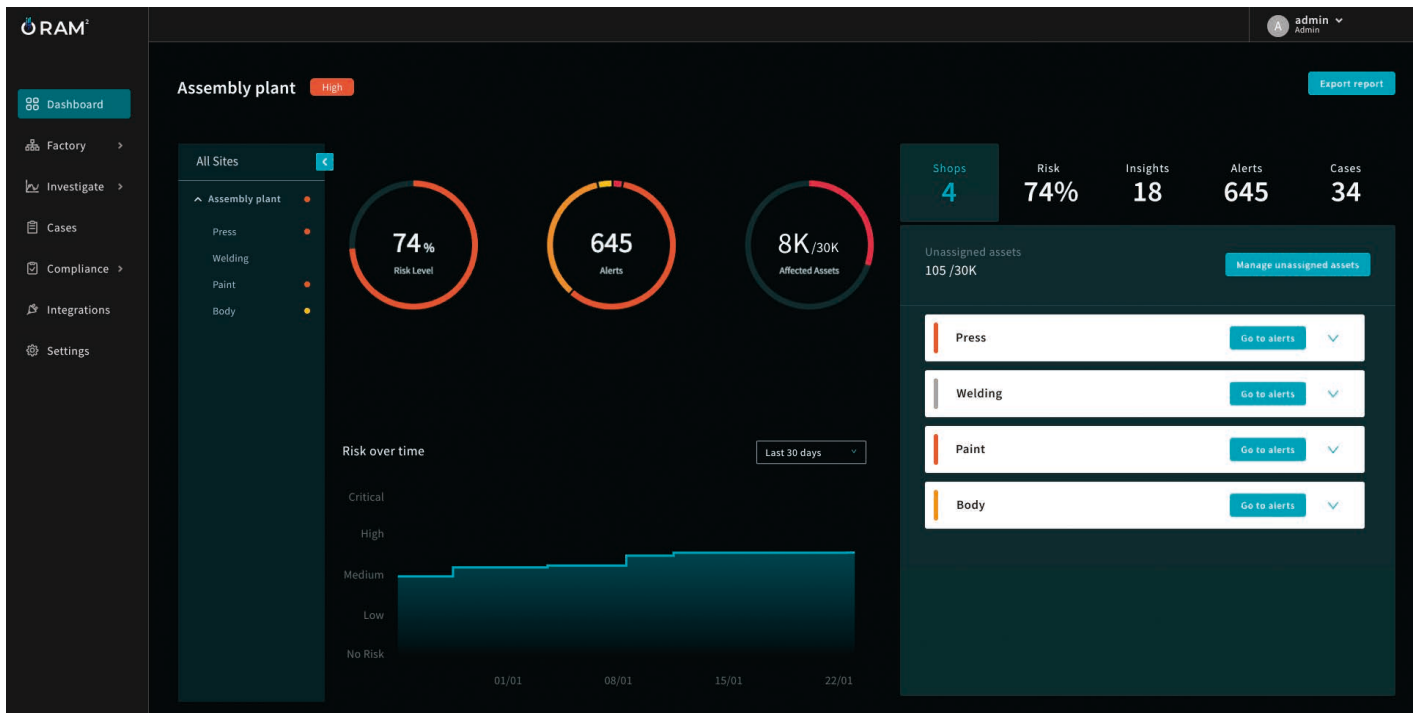 ÖRAM²
A
admin
Admin
Assembly plant
High
Export report
Dashboard
Factory
Investigate
Cases
Compliance
Integrations
Settings
All Sites
Assembly plant
Press
Welding
Paint
Body
74 %
Risk Level
645
Alerts
8K /30K
Affected Assets
Risk over time
Last 30 days
Critical
High
Medium
Low
No Risk
01/01
08/01
15/01
22/01
Shops
4
Risk
74%
Insights
18
Alerts
645
Cases
34
Unassigned assets
105 /30K
Manage unassigned assets
Press
Go to alerts
Welding
Go to alerts
Paint
Go to alerts
Body
Go to alerts